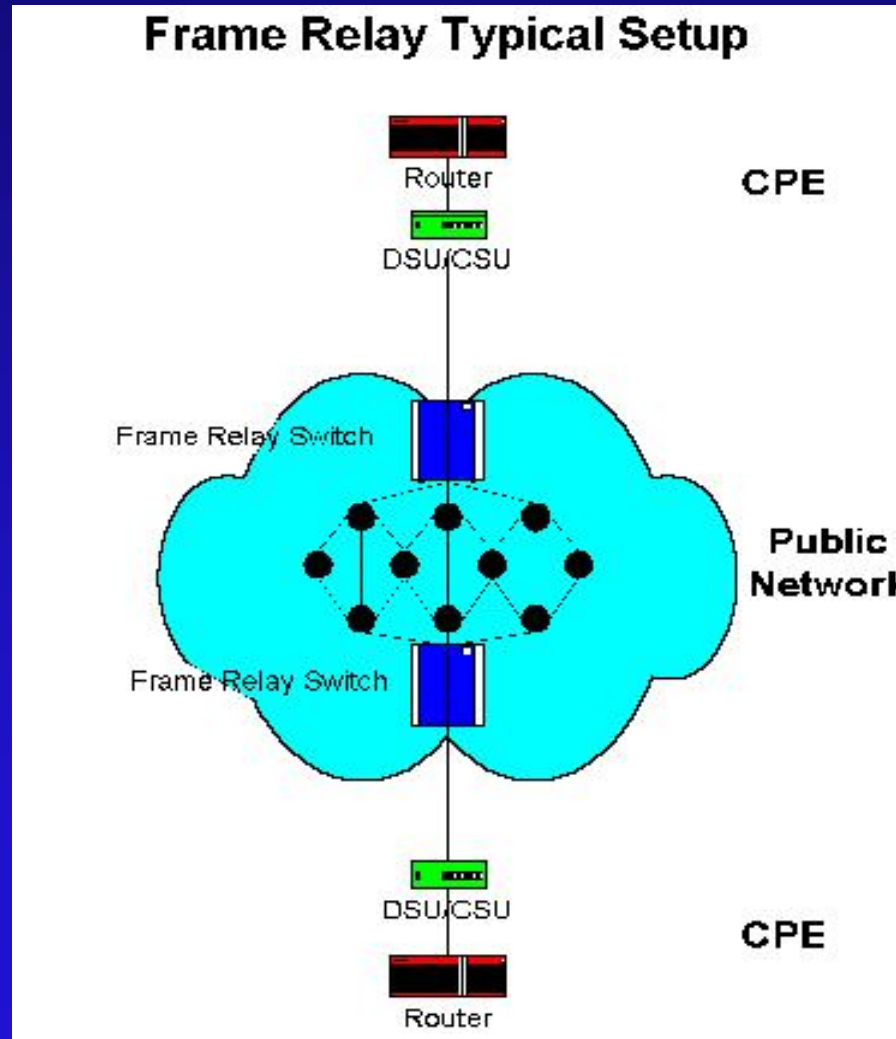 Frame Relay Typical Setup
Router
CPE
DSU/CSU
Frame Relay Switch
Public
Network
Frame Relay Switch
DSU/CSU
CPE
Router